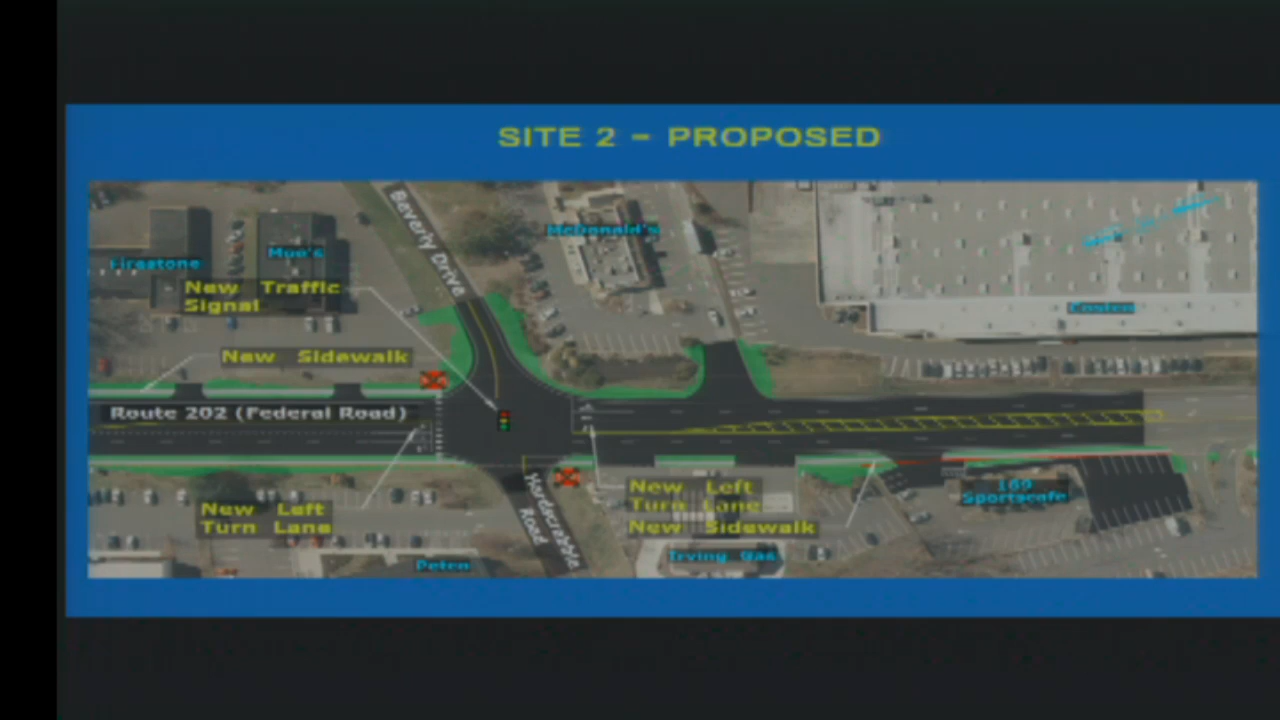 SITE 2 - PROPOSED
Beverly Drive
McDonald's
Firestone
Moe's
New Traffic
Signal
Costco
New Sidewalk
Route 202 (Federal Road)
New Left
Turn Lane
New Left
Turn Lane
New Sidewalk
Hardscrabble
Road
189
Sportscafe
Irving Gas
Petco